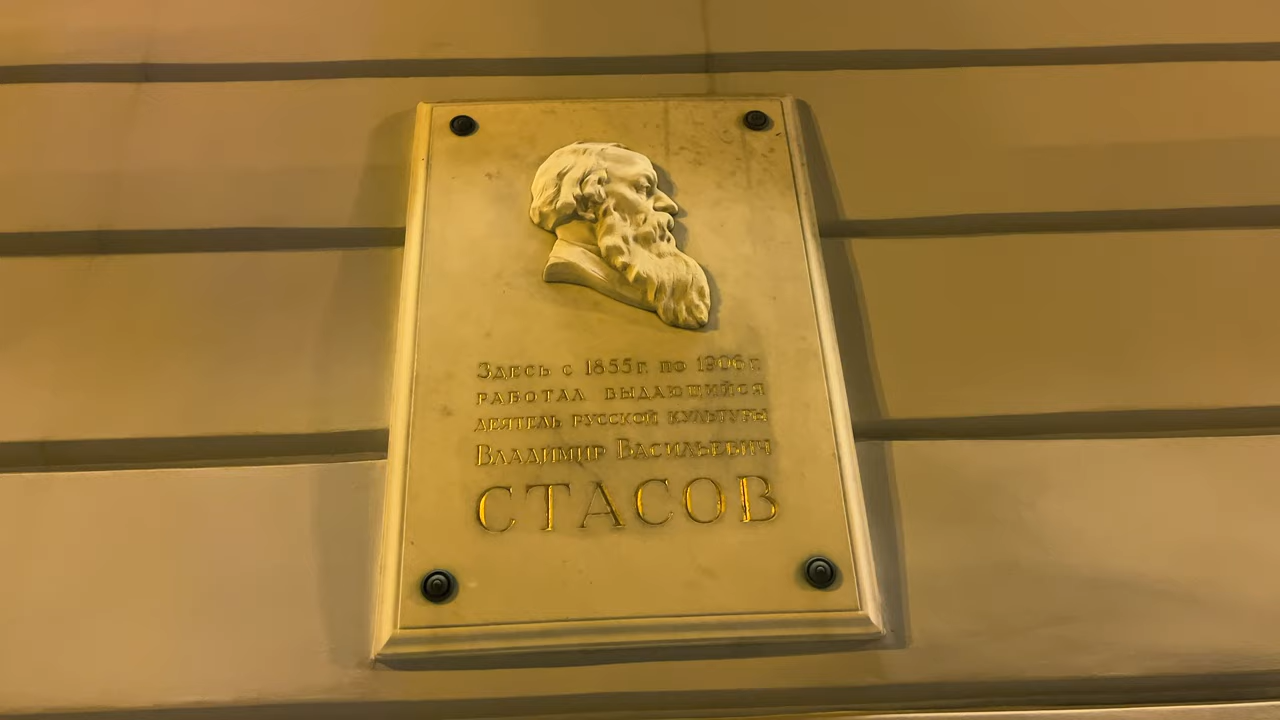 Здесь с 1855 г. по 1906 г.
РАБОТАЛ ВЫДАЮЩИЙСЯ
ДЕЯТЕЛЬ РУССКОЙ КУЛЬТУРЫ
Владимир Васильевич
СТАСОВ